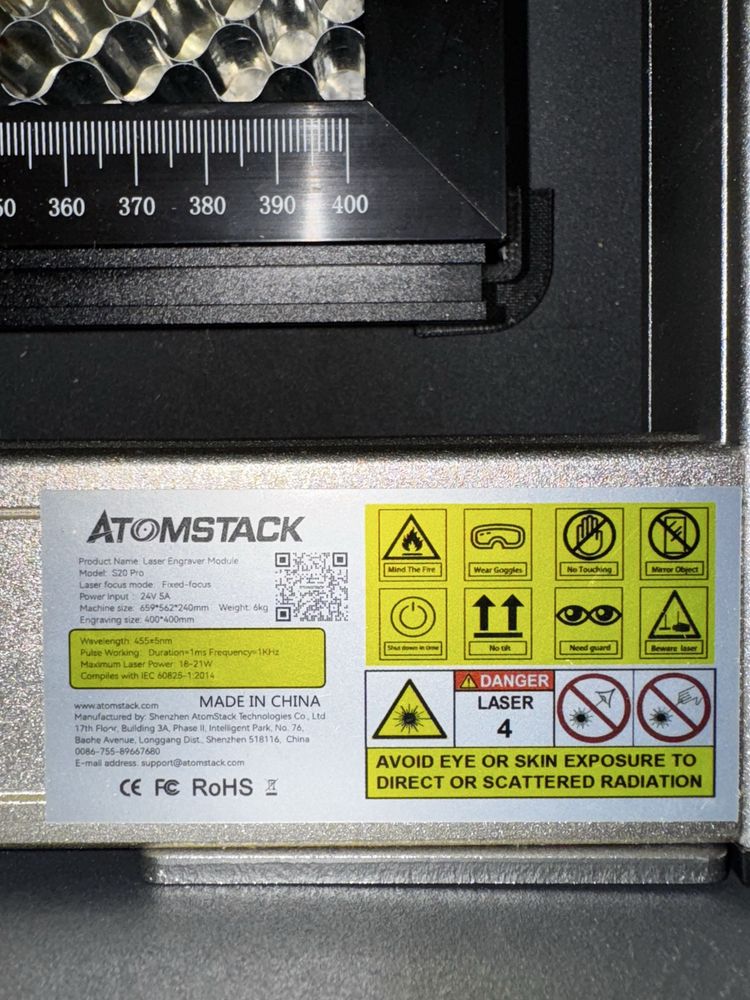 50 360 370 380 390 400
ATOMSTACK
Product Name: Laser Engraver Module
Model: S20 Pro
Laser focus mode: Fixed-focus
Power input : 24V 5A
Machine size: 659*562*240mm Weight: 6kg
Engraving size: 400*400mm
Wavelength: 455±5nm
Pulse Working: Duration=1ms Frequency=1KHz
Maximum Laser Power: 18-21W
Complies with IEC 60825-1:2014
www.atomstack.com MADE IN CHINA
Manufactured by: Shenzhen AtomStack Technologies Co., Ltd
17th Floor, Building 3A, Phase II, Intelligent Park, No. 76,
Baohe Avenue, Longgang Dist., Shenzhen 518116, China
0086-755-89667680
E-mail address: support@atomstack.com
CE FC RoHS
Mind The Fire Wear Goggles No Touching Mirror Object
Shut down in time No tilt Need guard Beware laser
DANGER
LASER
4
AVOID EYE OR SKIN EXPOSURE TO
DIRECT OR SCATTERED RADIATION